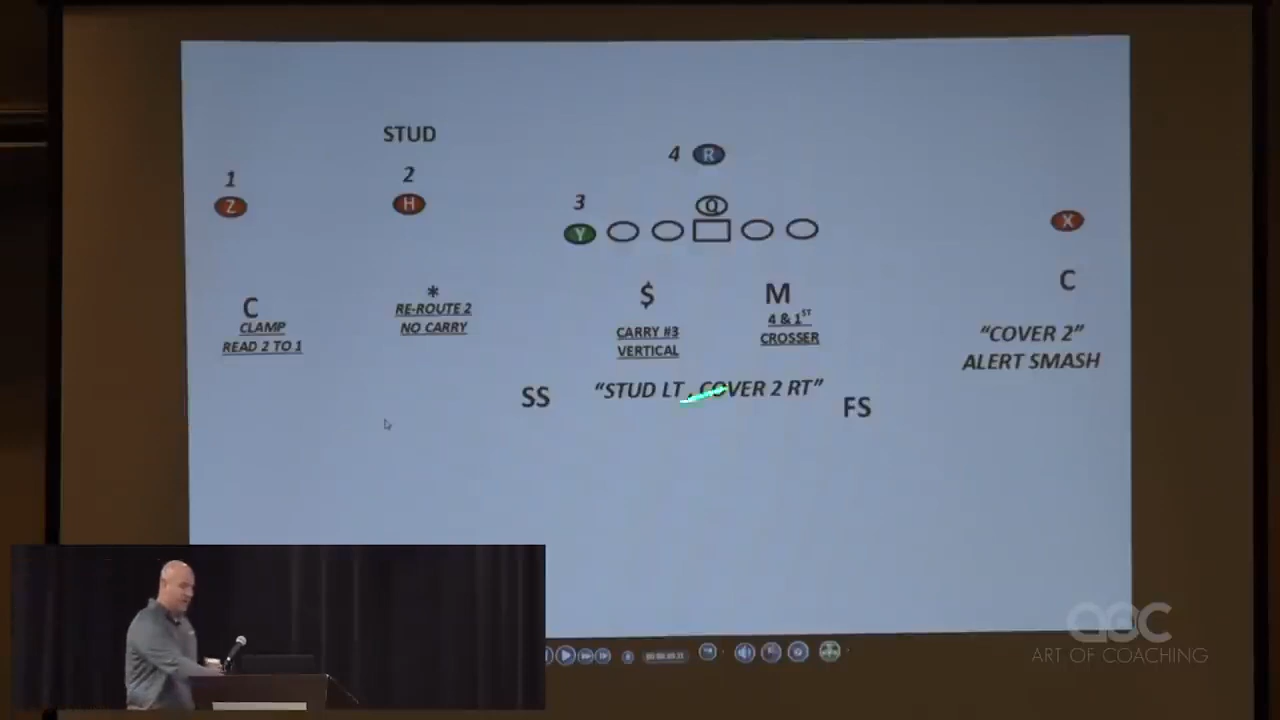 STUD
1
2
4 R
3
Z
H
Q
Y
X
C
*
$
M
C
CLAMP
READ 2 TO 1
RE-ROUTE 2
NO CARRY
CARRY #3
VERTICAL
4 & 1ST
CROSSER
"COVER 2"
ALERT SMASH
SS
"STUD LT, COVER 2 RT"
FS
aoc
ART OF COACHING